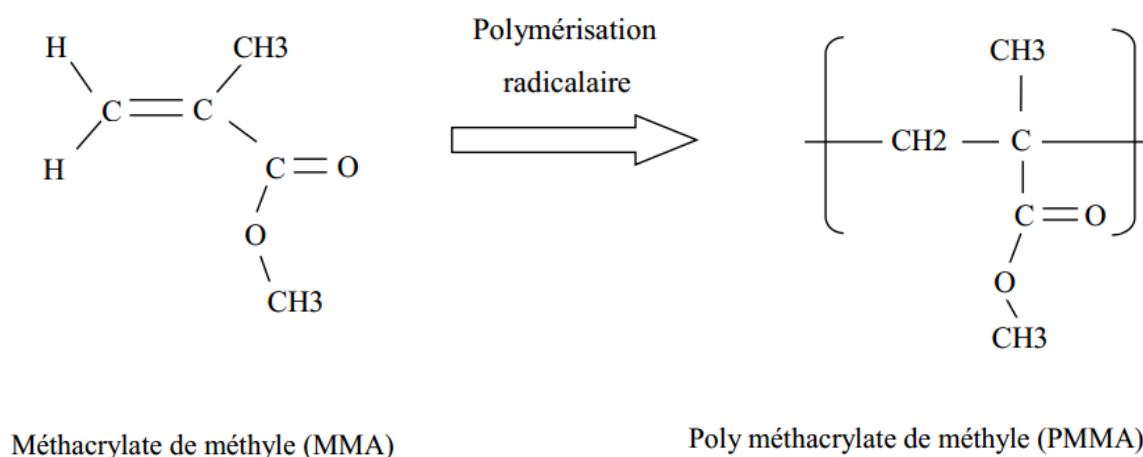 H
CH3
C
C
H
C
O
O
CH3
Polymérisation
radicalaire
CH3
CH2
C
C
O
O
CH3
Méthacrylate de méthyle (MMA)
Poly méthacrylate de méthyle (PMMA)